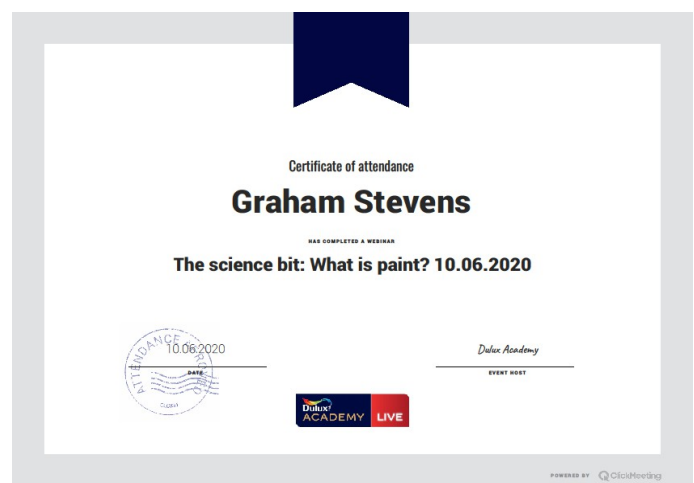 Certificate of attendance
Graham Stevens
HAS COMPLETED A WEBINAR
The science bit: What is paint? 10.06.2020
ATTENDANCE
10.06.2020
DATE
Dulux Academy
EVENT HOST
Dulux
ACADEMY LIVE
POWERED BY ClickMeeting